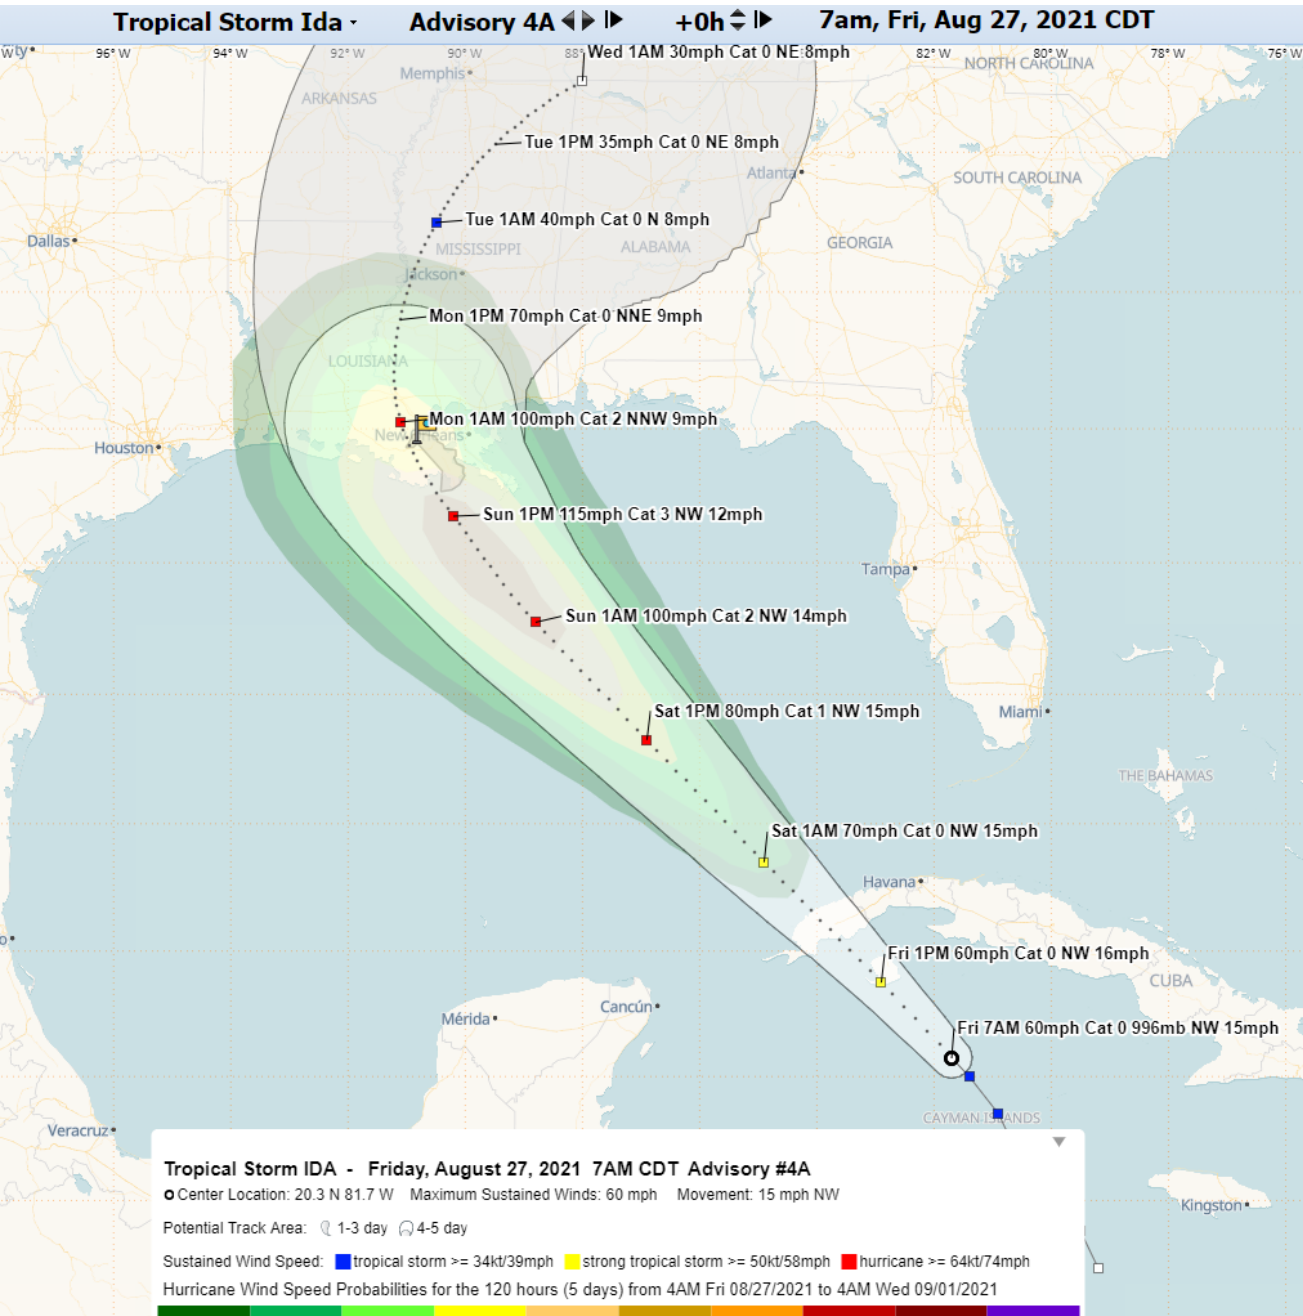 Tropical Storm Ida Advisory 4A +0h 7am, Fri, Aug 27, 2021 CDT
96° W 94° W 92° W 90° W 88° 82° W 80° W 78° W 76° W
Wed 1AM 30mph Cat 0 NE 8mph
NORTH CAROLINA
Memphis
ARKANSAS
Tue 1PM 35mph Cat 0 NE 8mph
Atlanta
SOUTH CAROLINA
Tue 1AM 40mph Cat 0 N 8mph
Dallas
MISSISSIPPI
ALABAMA
GEORGIA
Jackson
Mon 1PM 70mph Cat 0 NNE 9mph
LOUISIANA
Mon 1AM 100mph Cat 2 NNW 9mph
New Orleans
Houston
Sun 1PM 115mph Cat 3 NW 12mph
Tampa
Sun 1AM 100mph Cat 2 NW 14mph
Sat 1PM 80mph Cat 1 NW 15mph
Miami
THE BAHAMAS
Sat 1AM 70mph Cat 0 NW 15mph
Havana
Fri 1PM 60mph Cat 0 NW 16mph
CUBA
Cancún
Mérida
Fri 7AM 60mph Cat 0 996mb NW 15mph
CAYMAN ISLANDS
Veracruz
Kingston
Tropical Storm IDA - Friday, August 27, 2021 7AM CDT Advisory #4A
Center Location: 20.3 N 81.7 W Maximum Sustained Winds: 60 mph Movement: 15 mph NW
Potential Track Area: 1-3 day 4-5 day
Sustained Wind Speed: tropical storm >= 34kt/39mph strong tropical storm >= 50kt/58mph hurricane >= 64kt/74mph
Hurricane Wind Speed Probabilities for the 120 hours (5 days) from 4AM Fri 08/27/2021 to 4AM Wed 09/01/2021